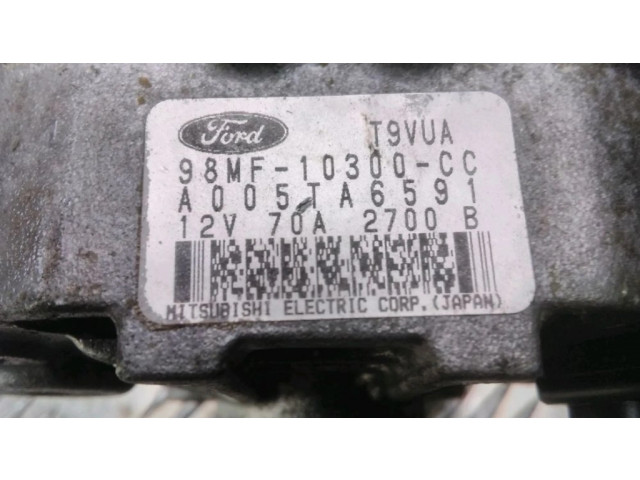 Ford T9VUA
98MF-10300-CC
A005TA6591
12V 70A 2700 B
MITSUBISHI ELECTRIC CORP.(JAPAN)